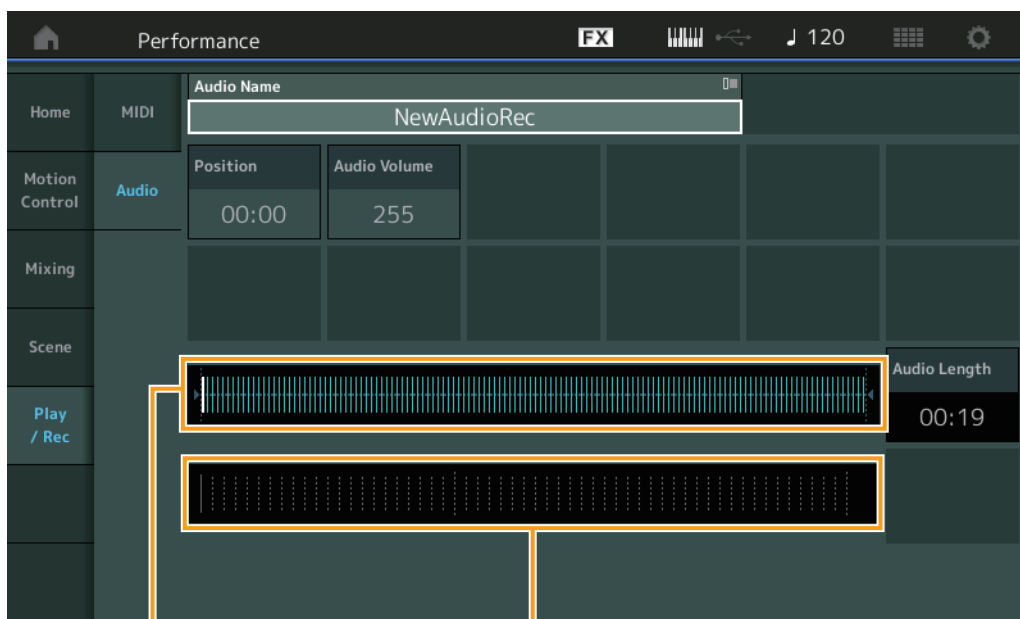 Performance
FX
120
Home
MIDI
Audio Name
NewAudioRec
Motion
Control
Audio
Position
Audio Volume
00:00
255
Mixing
Scene
Audio Length
Play
/ Rec
00:19